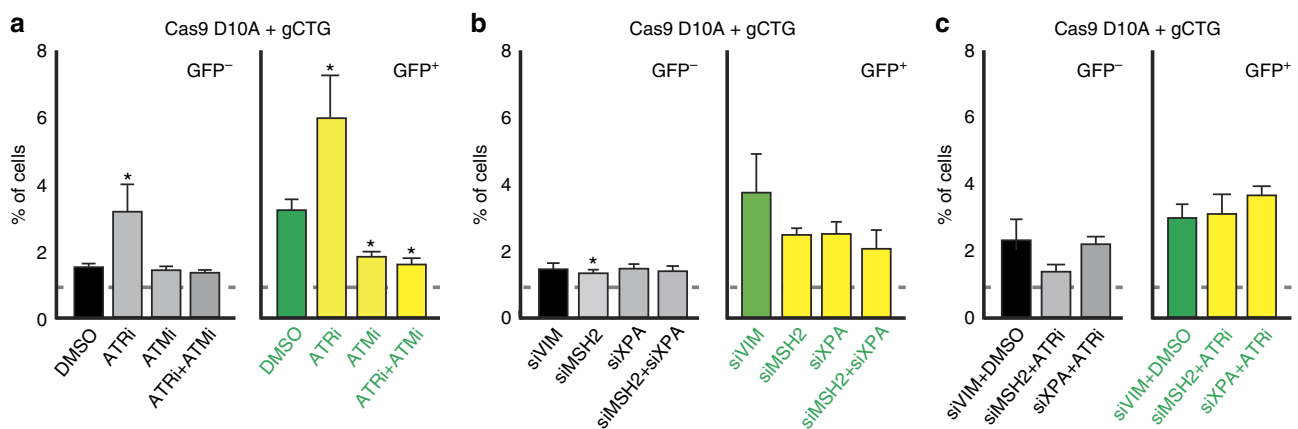 a
Cas9 D10A + gCTG
GFP⁻
GFP⁺
% of cells
8
6
4
2
0
*
*
*
*
DMSO
ATRi
ATMi
ATRi+ATMi
DMSO
ATRi
ATMi
ATRi+ATMi
b
Cas9 D10A + gCTG
GFP⁻
GFP⁺
% of cells
8
6
4
2
0
*
siVIM
siMSH2
siXPA
siMSH2+siXPA
siVIM
siMSH2
siXPA
siMSH2+siXPA
c
Cas9 D10A + gCTG
GFP⁻
GFP⁺
% of cells
8
6
4
2
0
siVIM+DMSO
siMSH2+ATRi
siXPA+ATRi
siVIM+DMSO
siMSH2+ATRi
siXPA+ATRi